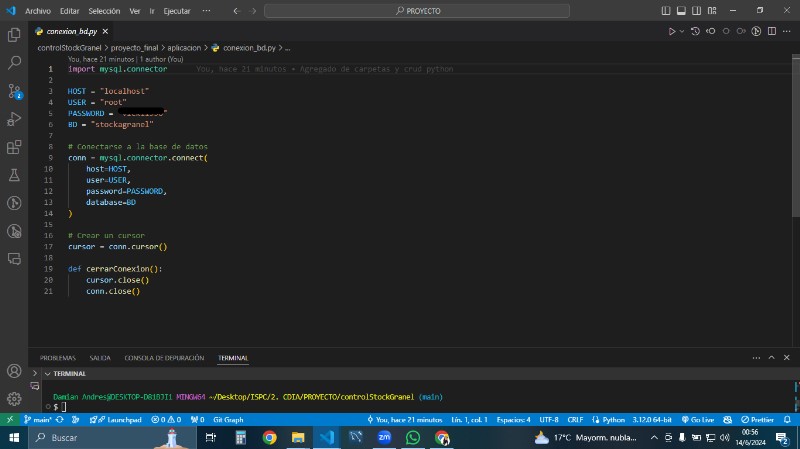 Archivo Editar Selección Ver Ir Ejecutar ... PROYECTO
conexion_bd.py
controlStockGranel > proyecto_final > aplicacion > conexion_bd.py > ...
You, hace 21 minutos | 1 author (You)
1 import mysql.connector You, hace 21 minutos • Agregado de carpetas y crud python
2
3 HOST = "localhost"
4 USER = "root"
5 PASSWORD = "
6 BD = "stockagranel"
7
8 # Conectarse a la base de datos
9 conn = mysql.connector.connect(
10 host=HOST,
11 user=USER,
12 password=PASSWORD,
13 database=BD
14 )
15
16 # Crear un cursor
17 cursor = conn.cursor()
18
19 def cerrarConexion():
20 cursor.close()
21 conn.close()
PROBLEMAS SALIDA CONSOLA DE DEPURACIÓN TERMINAL
TERMINAL
Damian Andres@DESKTOP-D81DJI1 MINGW64 ~/Desktop/ISPC/2. CDIA/PROYECTO/controlStockGranel (main)
$
main* Launchpad 0 0 0 Git Graph You, hace 21 minutos Lín. 1, col. 1 Espacios: 4 UTF-8 CRLF Python 3.12.0 64-bit Go Live Prettier
Buscar zm 17°C Mayorm. nubla... 00:56
14/6/2024 2